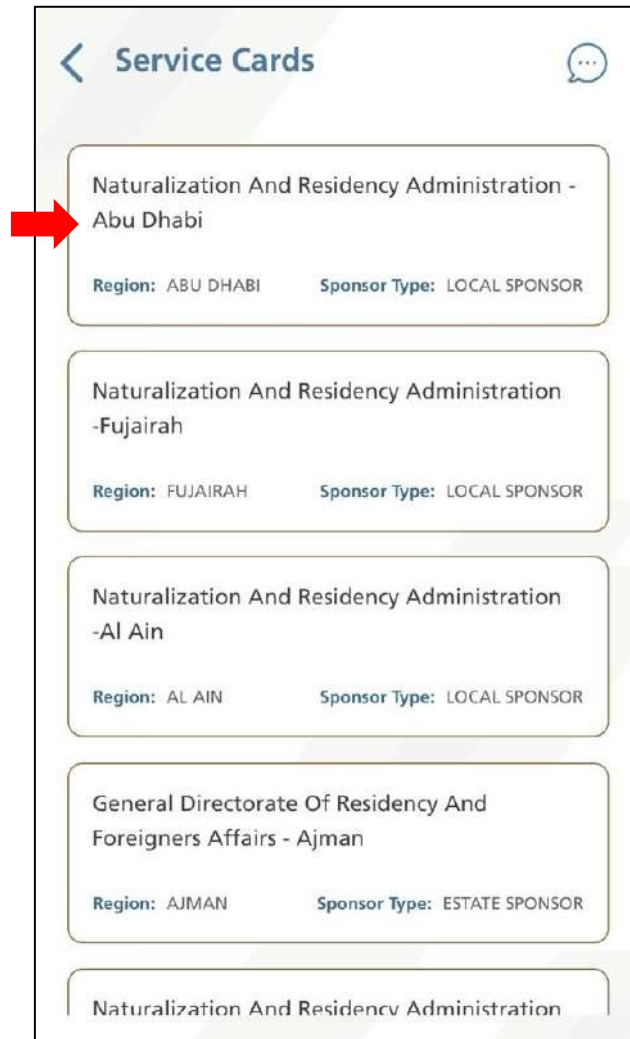 Service Cards
Naturalization And Residency Administration -
Abu Dhabi
Region: ABU DHABI Sponsor Type: LOCAL SPONSOR
Naturalization And Residency Administration
-Fujairah
Region: FUJAIRAH Sponsor Type: LOCAL SPONSOR
Naturalization And Residency Administration
-Al Ain
Region: AL AIN Sponsor Type: LOCAL SPONSOR
General Directorate Of Residency And
Foreigners Affairs - Ajman
Region: AJMAN Sponsor Type: ESTATE SPONSOR
Naturalization And Residency Administration